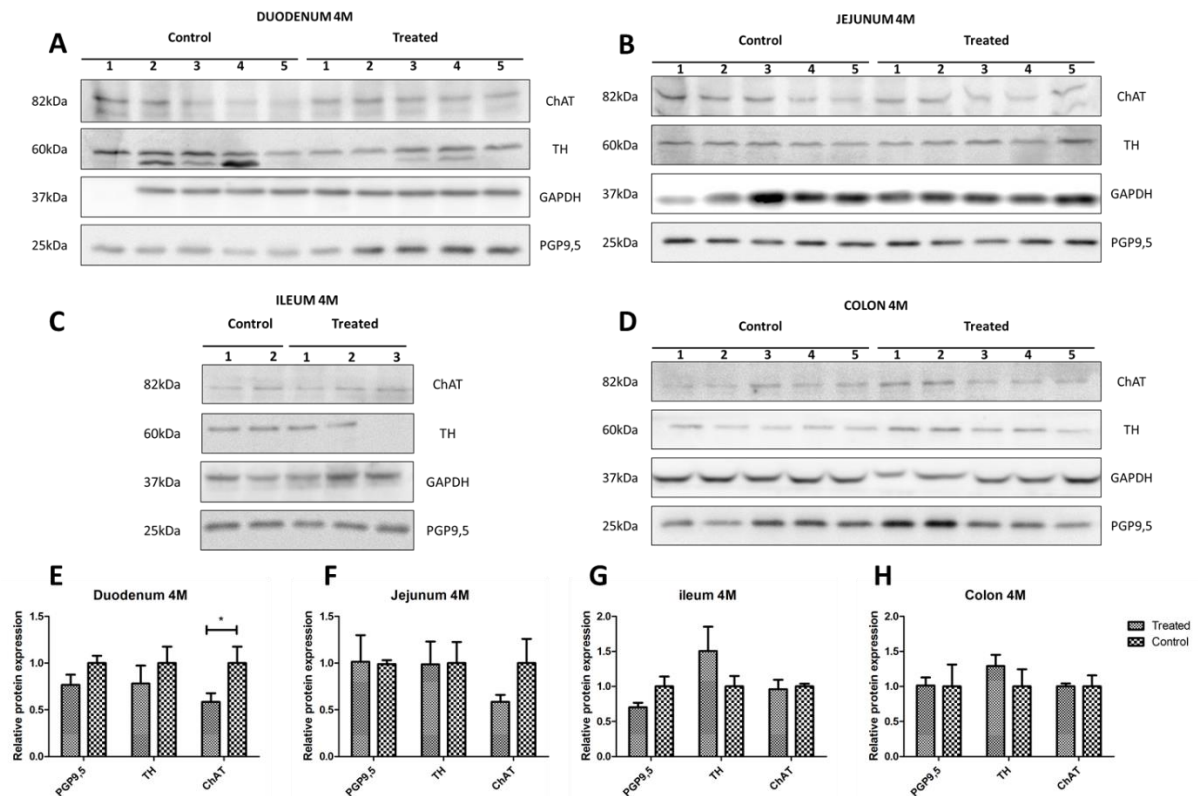 DUODENUM 4M
A
Control Treated
1 2 3 4 5 1 2 3 4 5
82kDa ChAT
60kDa TH
37kDa GAPDH
25kDa PGP9,5
JEJUNUM 4M
B
Control Treated
1 2 3 4 5 1 2 3 4 5
82kDa ChAT
60kDa TH
37kDa GAPDH
25kDa PGP9,5
ILEUM 4M
C
Control Treated
1 2 1 2 3
82kDa ChAT
60kDa TH
37kDa GAPDH
25kDa PGP9,5
COLON 4M
D
Control Treated
1 2 3 4 5 1 2 3 4 5
82kDa ChAT
60kDa TH
37kDa GAPDH
25kDa PGP9,5
E
Duodenum 4M
Relative protein expression
1.5
1.0
0.5
0.0
*
PGP9,5 TH ChAT
F
Jejunum 4M
Relative protein expression
1.5
1.0
0.5
0.0
PGP9,5 TH ChAT
G
ileum 4M
Relative protein expression
2.0
1.5
1.0
0.5
0.0
PGP9,5 TH ChAT
H
Colon 4M
Relative protein expression
2.0
1.5
1.0
0.5
0.0
PGP9,5 TH ChAT
Treated
Control